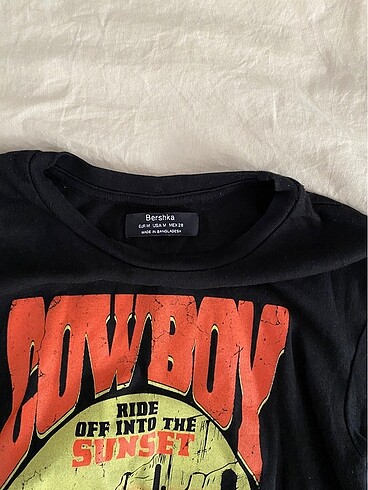 Bershka
EUR M USA M MEX 28
MADE IN BANGLADESH
COWBOY
RIDE
OFF INTO THE
SUNSET